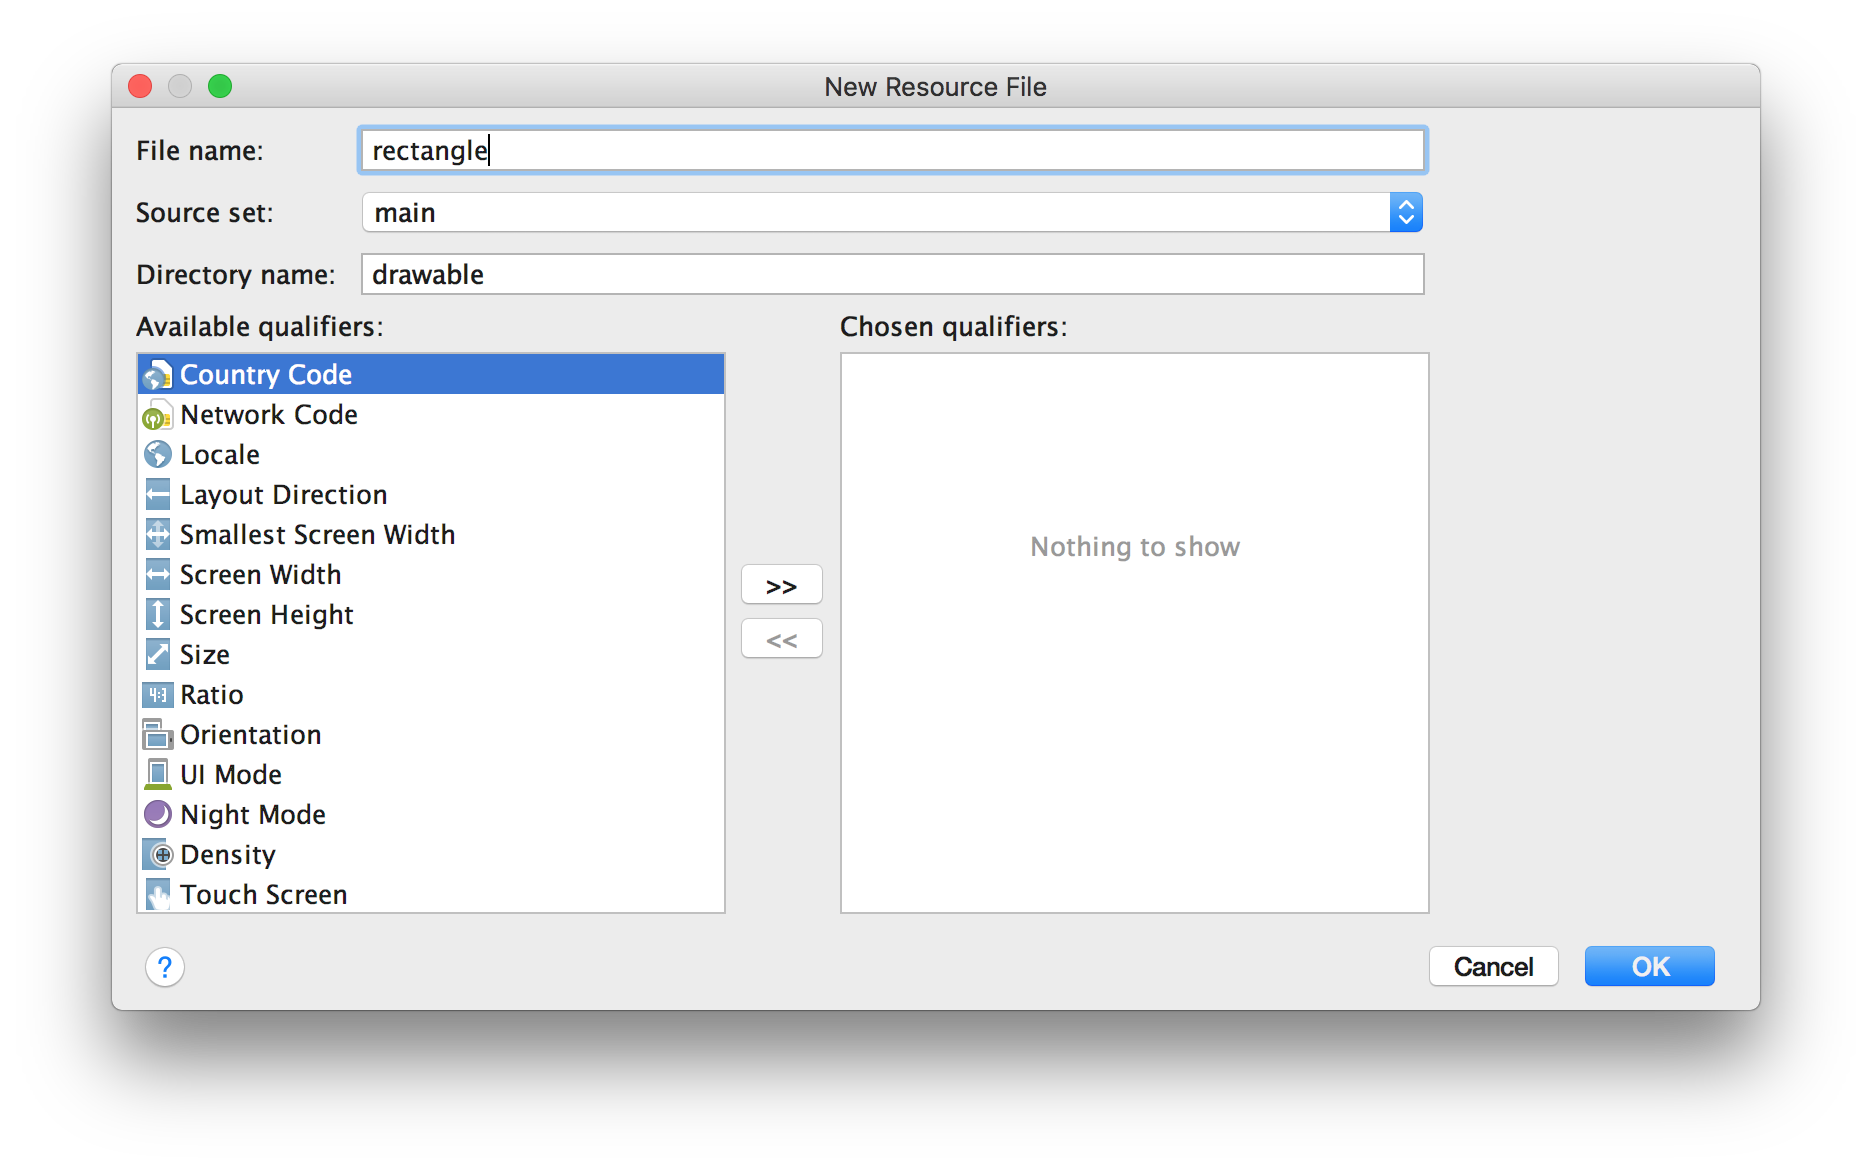 New Resource File
File name: rectangle
Source set: main
Directory name: drawable
Available qualifiers:
Country Code
Network Code
Locale
Layout Direction
Smallest Screen Width
Screen Width
Screen Height
Size
4:3 Ratio
Orientation
UI Mode
Night Mode
Density
Touch Screen
>>
<<
Chosen qualifiers:
Nothing to show
?
Cancel
OK